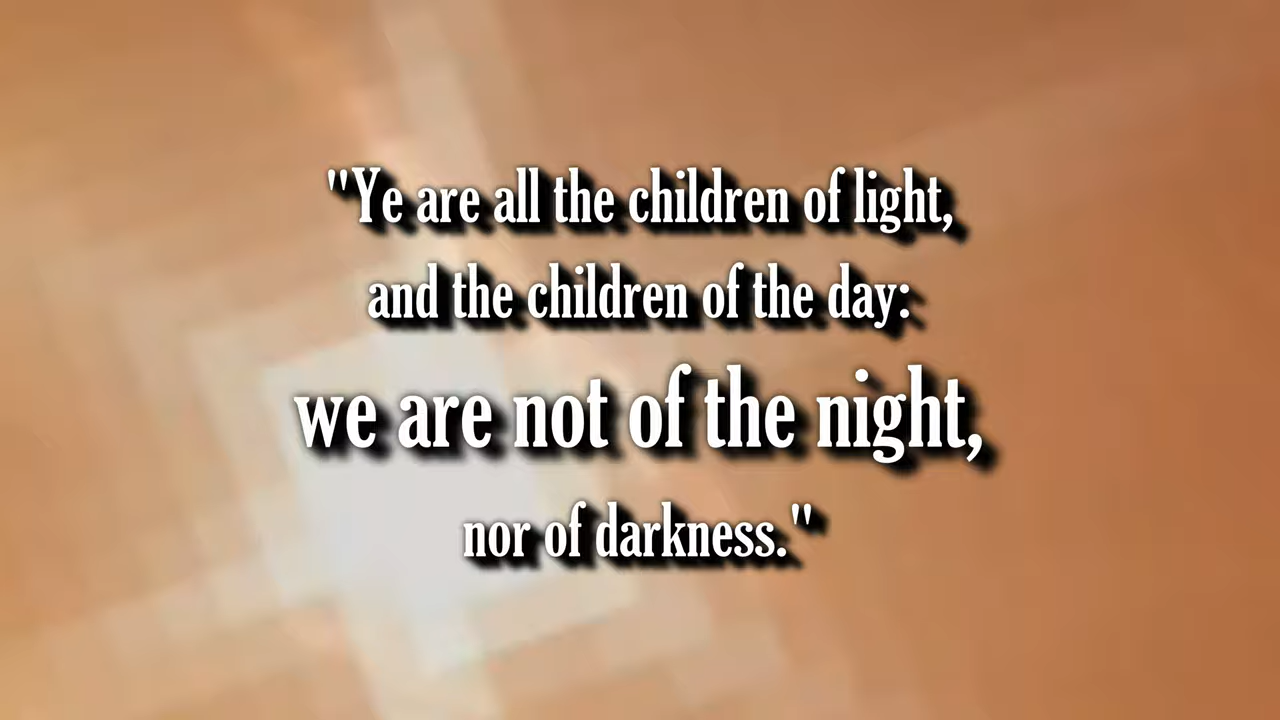 "Ye are all the children of light,
and the children of the day:
we are not of the night,
nor of darkness."